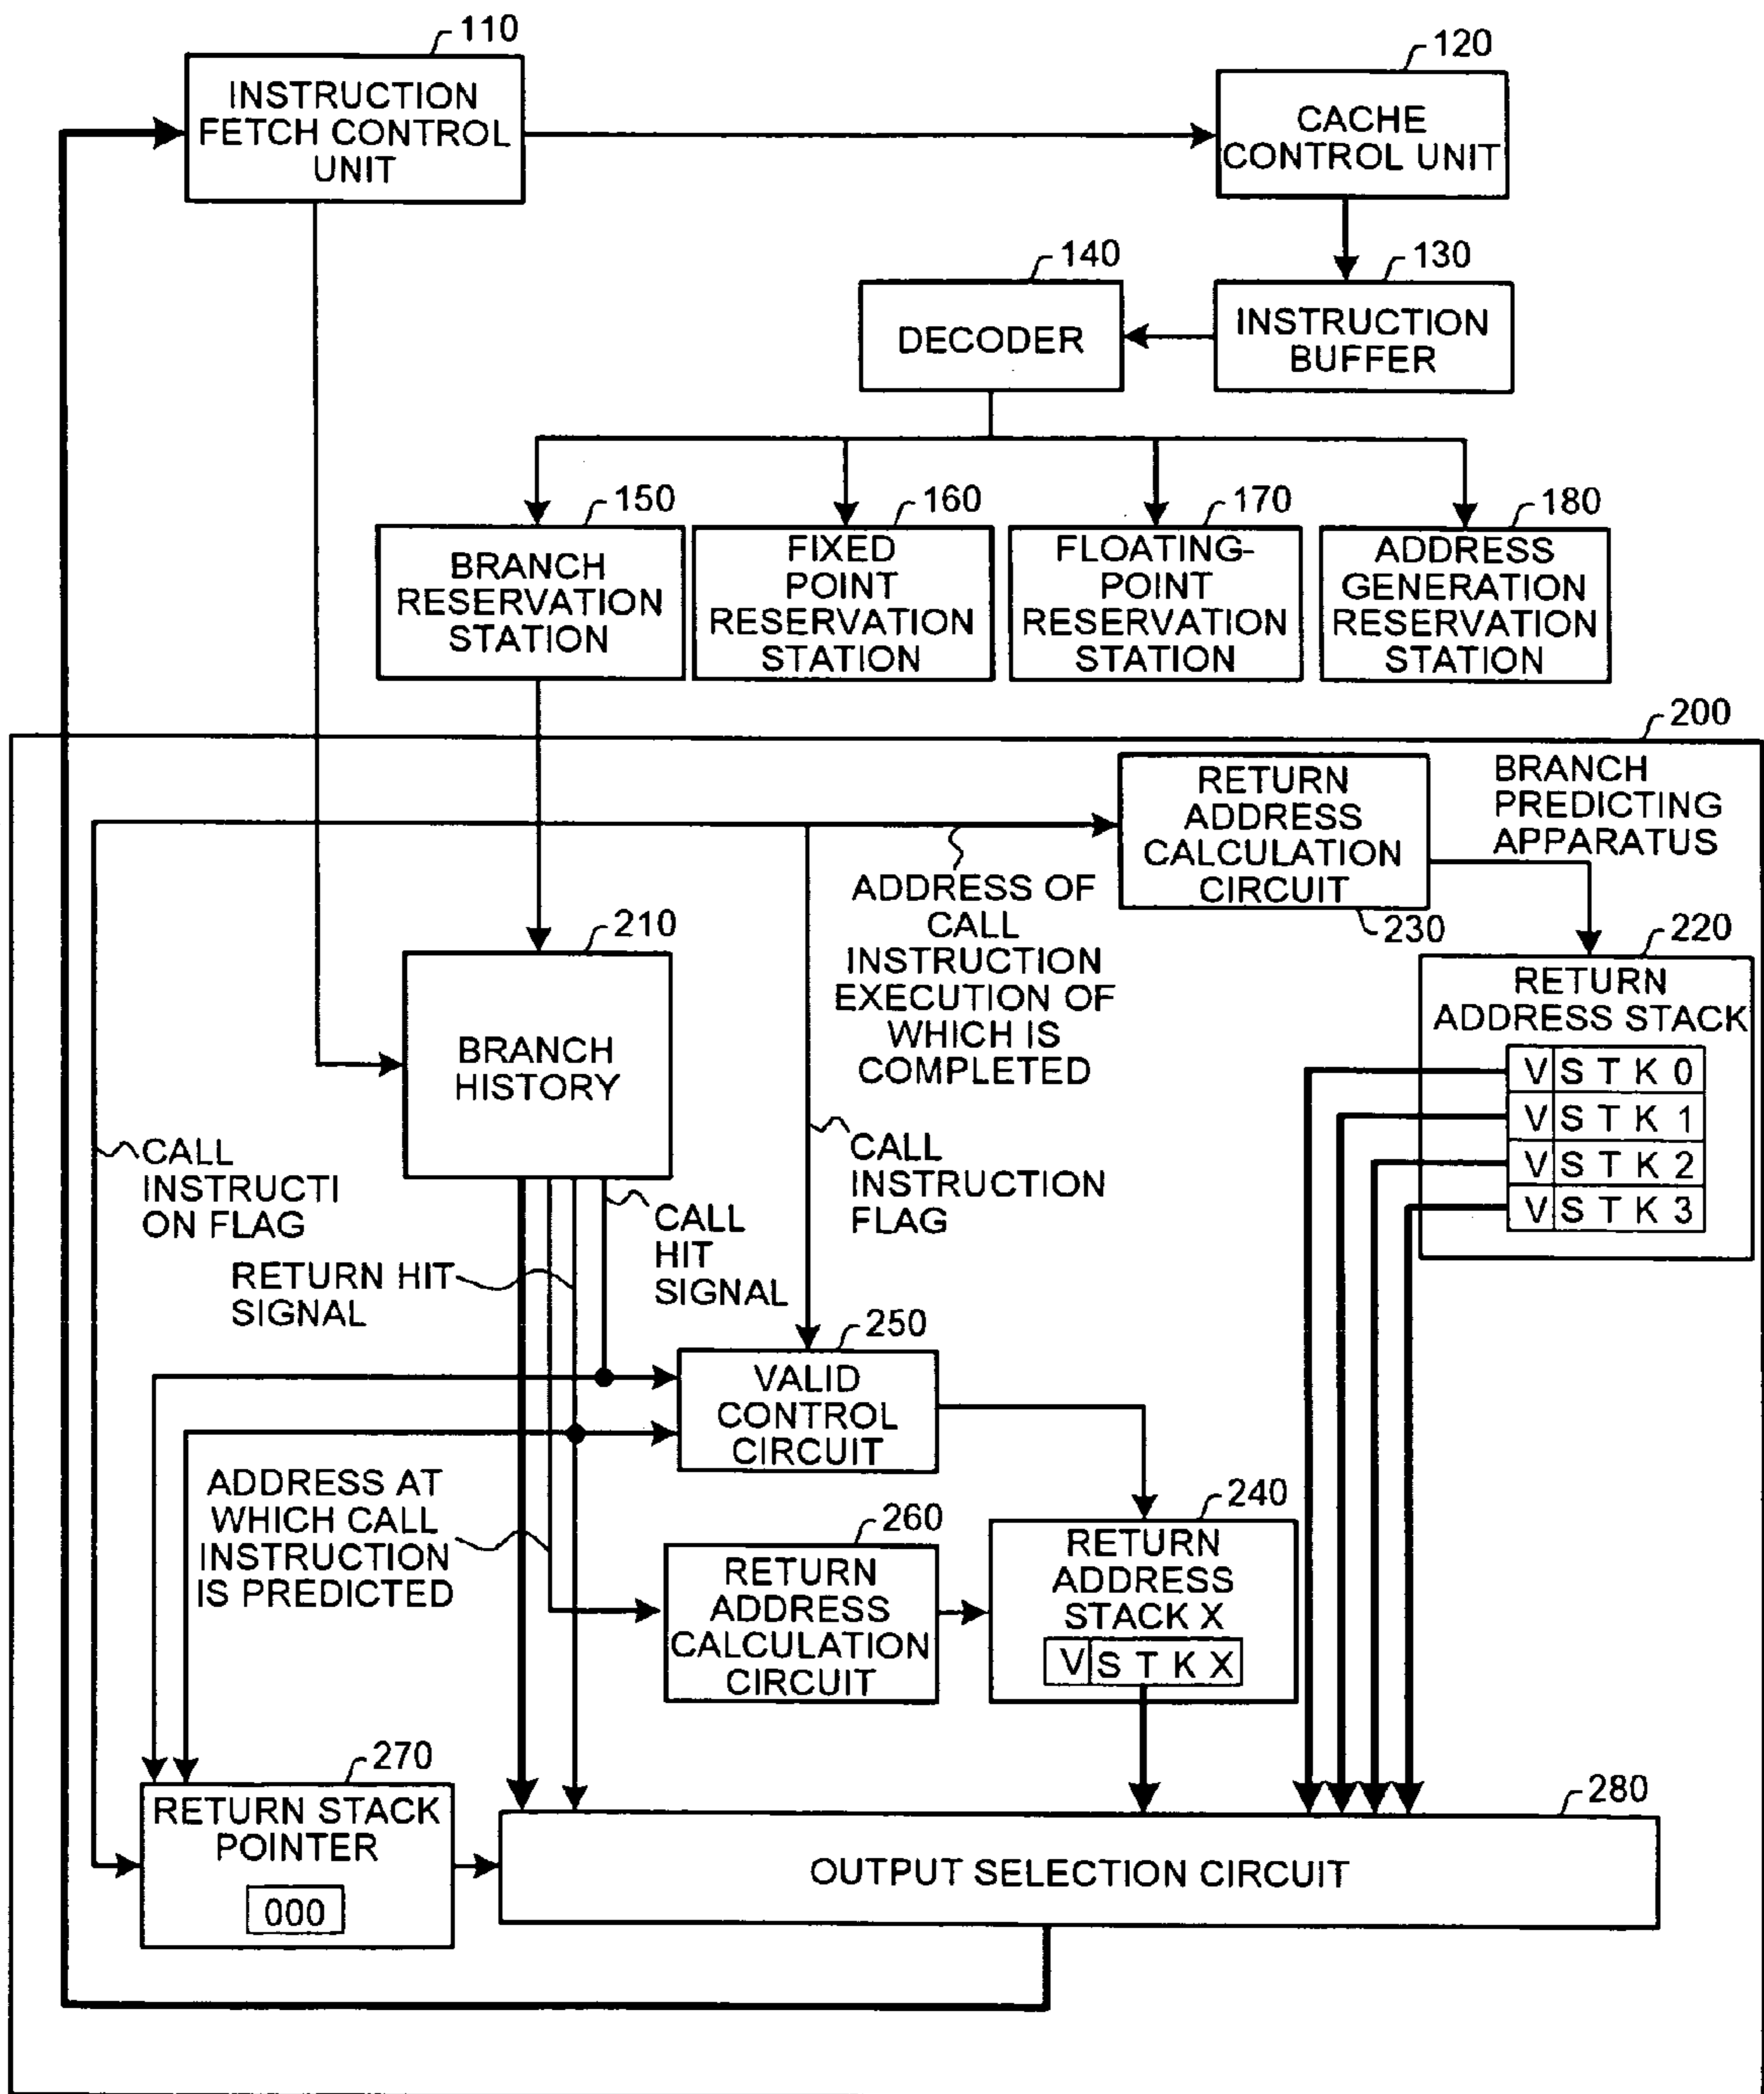 110
INSTRUCTION
FETCH CONTROL
UNIT
120
CACHE
CONTROL UNIT
140
DECODER
130
INSTRUCTION
BUFFER
150
BRANCH
RESERVATION
STATION
160
FIXED
POINT
RESERVATION
STATION
170
FLOATING-
POINT
RESERVATION
STATION
180
ADDRESS
GENERATION
RESERVATION
STATION
200
BRANCH
PREDICTING
APPARATUS
RETURN
ADDRESS
CALCULATION
CIRCUIT
230
ADDRESS OF
CALL
INSTRUCTION
EXECUTION OF
WHICH IS
COMPLETED
210
BRANCH
HISTORY
220
RETURN
ADDRESS STACK
V S T K 0
V S T K 1
V S T K 2
V S T K 3
CALL
INSTRUCTI
ON FLAG
CALL
INSTRUCTION
FLAG
CALL
HIT
SIGNAL
RETURN HIT
SIGNAL
250
VALID
CONTROL
CIRCUIT
ADDRESS AT
WHICH CALL
INSTRUCTION
IS PREDICTED
260
RETURN
ADDRESS
CALCULATION
CIRCUIT
240
RETURN
ADDRESS
STACK X
V S T K X
270
RETURN STACK
POINTER
000
280
OUTPUT SELECTION CIRCUIT